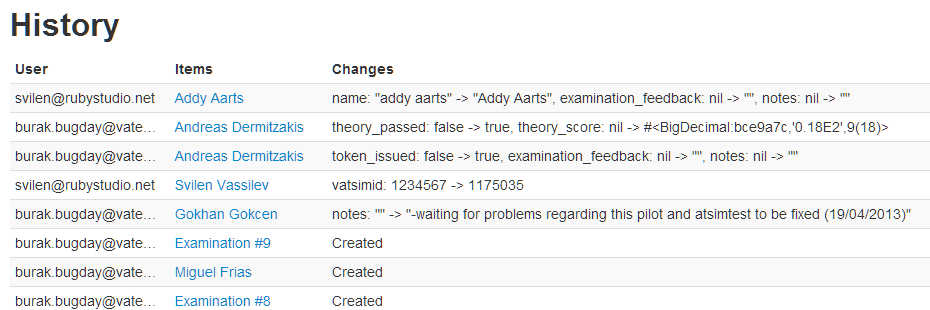 History
User Items Changes
svilen@rubystudio.net Addy Aarts name: "addy aarts" -> "Addy Aarts", examination_feedback: nil -> "", notes: nil -> ""
burak.bugday@vate... Andreas Dermitzakis theory_passed: false -> true, theory_score: nil -> #<BigDecimal:bce9a7c,'0.18E2',9(18)>
burak.bugday@vate... Andreas Dermitzakis token_issued: false -> true, examination_feedback: nil -> "", notes: nil -> ""
svilen@rubystudio.net Svilen Vassilev vatsimid: 1234567 -> 1175035
burak.bugday@vate... Gokhan Gokcen notes: "" -> "-waiting for problems regarding this pilot and atsimtest to be fixed (19/04/2013)"
burak.bugday@vate... Examination #9 Created
burak.bugday@vate... Miguel Frias Created
burak.bugday@vate... Examination #8 Created